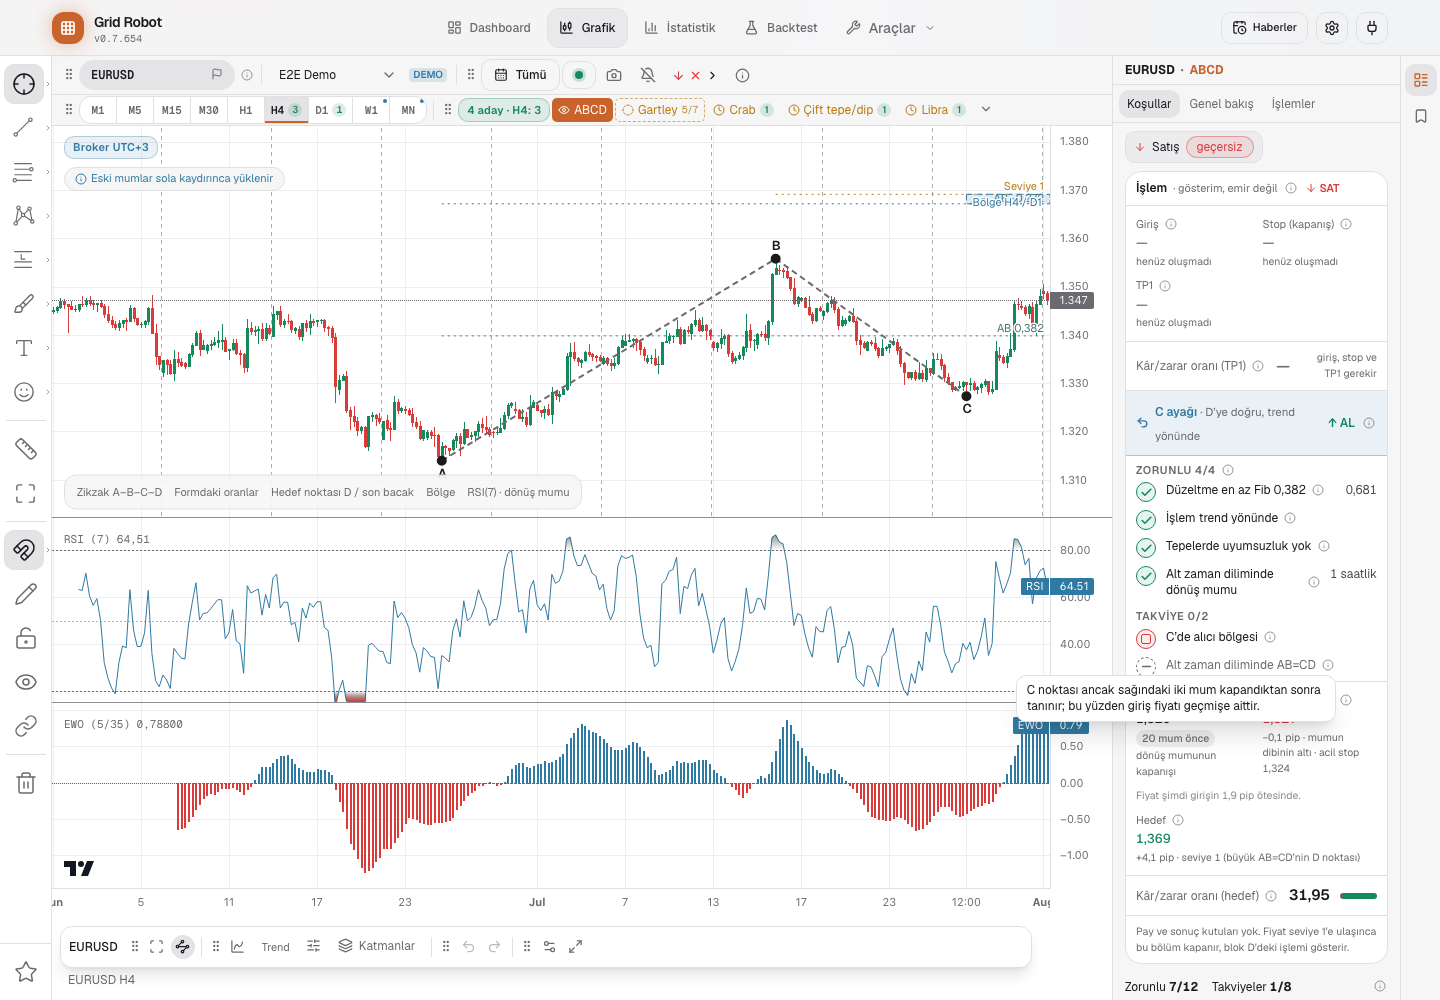 Grid Robot
v0.7.654
Dashboard
Grafik
İstatistik
Backtest
Araçlar
Haberler
EURUSD
E2E Demo
DEMO
Tümü
M1
M5
M15
M30
H1
H4 3
D1 1
W1
MN
4 aday · H4: 3
ABCD
Gartley 5/7
Crab 1
Çift tepe/dip 1
Libra 1
Broker UTC+3
Eski mumlar sola kaydırınca yüklenir
Seviye 1
Bölge H4 / D1
B
AB 0,382
C
A
1.380
1.370
1.360
1.350
1.347
1.340
1.330
1.320
1.310
Zikzak A–B–C–D
Formdaki oranlar
Hedef noktası D / son bacak
Bölge
RSI(7) · dönüş mumu
RSI (7) 64,51
80.00
RSI 64.51
60.00
40.00
EWO (5/35) 0,78800
EWO 0.79
0.50
0.00
−0.50
−1.00
un
5
11
17
23
Jul
7
13
17
23
12:00
Aug
EURUSD
Trend
Katmanlar
EURUSD H4
EURUSD · ABCD
Koşullar
Genel bakış
İşlemler
Satış geçersiz
İşlem · gösterim, emir değil SAT
Giriş
—
henüz oluşmadı
Stop (kapanış)
—
henüz oluşmadı
TP1
—
henüz oluşmadı
Kâr/zarar oranı (TP1) —
giriş, stop ve
TP1 gerekir
C ayağı · D'ye doğru, trend
yönünde
AL
ZORUNLU 4/4
Düzeltme en az Fib 0,382 0,681
İşlem trend yönünde
Tepelerde uyumsuzluk yok
Alt zaman diliminde
dönüş mumu
1 saatlik
TAKVİYE 0/2
C'de alıcı bölgesi
Alt zaman diliminde AB=CD
C noktası ancak sağındaki iki mum kapandıktan sonra
tanınır; bu yüzden giriş fiyatı geçmişe aittir.
20 mum önce
dönüş mumunun
kapanışı
−0,1 pip · mumun
dibinin altı · acil stop
1,324
Fiyat şimdi girişin 1,9 pip ötesinde.
Hedef
1,369
+4,1 pip · seviye 1 (büyük AB=CD'nin D noktası)
Kâr/zarar oranı (hedef) 31,95
Pay ve sonuç kutuları yok. Fiyat seviye 1'e ulaşınca
bu bölüm kapanır, blok D'deki işlemi gösterir.
Zorunlu 7/12 Takviyeler 1/8